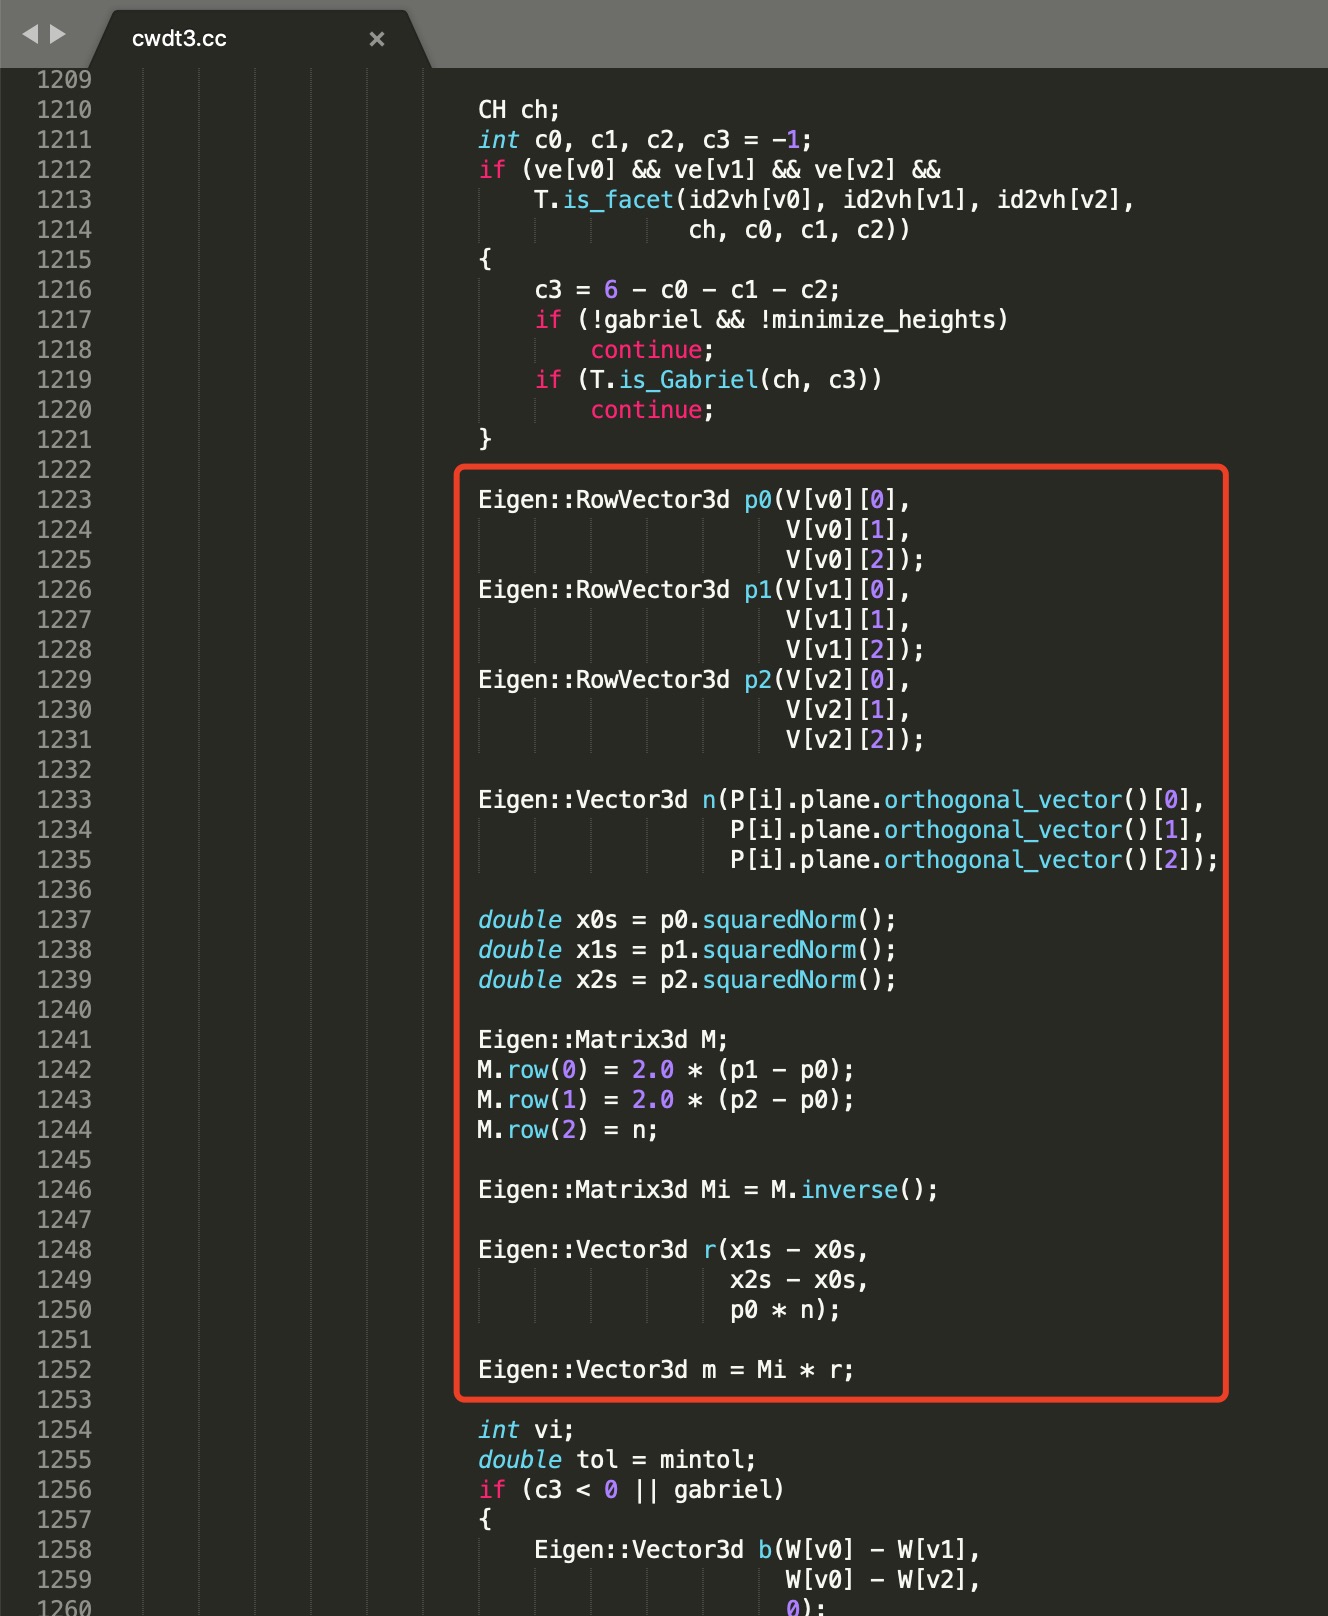 cwdt3.cc
1209
1210 CH ch;
1211 int c0, c1, c2, c3 = -1;
1212 if (ve[v0] && ve[v1] && ve[v2] &&
1213 T.is_facet(id2vh[v0], id2vh[v1], id2vh[v2],
1214 ch, c0, c1, c2))
1215 {
1216 c3 = 6 - c0 - c1 - c2;
1217 if (!gabriel && !minimize_heights)
1218 continue;
1219 if (T.is_Gabriel(ch, c3))
1220 continue;
1221 }
1222
1223 Eigen::RowVector3d p0(V[v0][0],
1224 V[v0][1],
1225 V[v0][2]);
1226 Eigen::RowVector3d p1(V[v1][0],
1227 V[v1][1],
1228 V[v1][2]);
1229 Eigen::RowVector3d p2(V[v2][0],
1230 V[v2][1],
1231 V[v2][2]);
1232
1233 Eigen::Vector3d n(P[i].plane.orthogonal_vector()[0],
1234 P[i].plane.orthogonal_vector()[1],
1235 P[i].plane.orthogonal_vector()[2]);
1236
1237 double x0s = p0.squaredNorm();
1238 double x1s = p1.squaredNorm();
1239 double x2s = p2.squaredNorm();
1240
1241 Eigen::Matrix3d M;
1242 M.row(0) = 2.0 * (p1 - p0);
1243 M.row(1) = 2.0 * (p2 - p0);
1244 M.row(2) = n;
1245
1246 Eigen::Matrix3d Mi = M.inverse();
1247
1248 Eigen::Vector3d r(x1s - x0s,
1249 x2s - x0s,
1250 p0 * n);
1251
1252 Eigen::Vector3d m = Mi * r;
1253
1254 int vi;
1255 double tol = mintol;
1256 if (c3 < 0 || gabriel)
1257 {
1258 Eigen::Vector3d b(W[v0] - W[v1],
1259 W[v0] - W[v2],
1260 0);